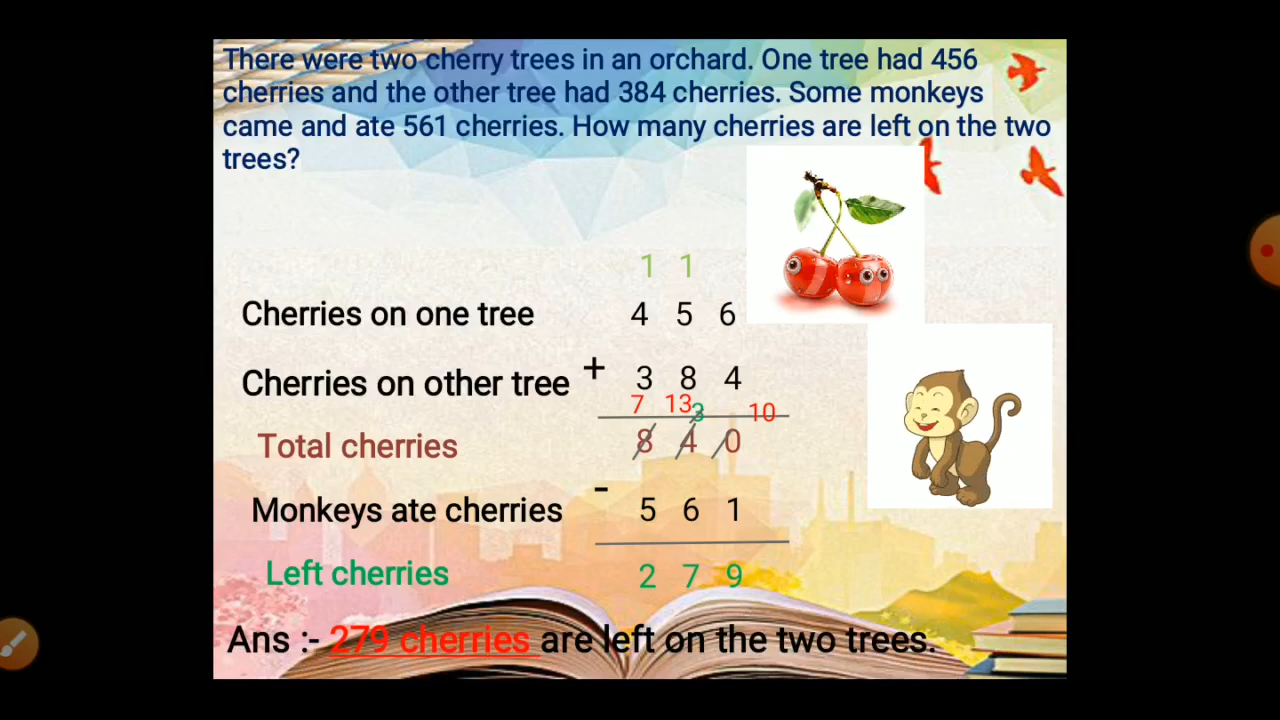 There were two cherry trees in an orchard. One tree had 456
cherries and the other tree had 384 cherries. Some monkeys
came and ate 561 cherries. How many cherries are left on the two
trees?
1 1
Cherries on one tree 4 5 6
Cherries on other tree + 3 8 4
7 13 3 10
Total cherries 8 4 0
Monkeys ate cherries - 5 6 1
Left cherries 2 7 9
Ans :- 279 cherries are left on the two trees.